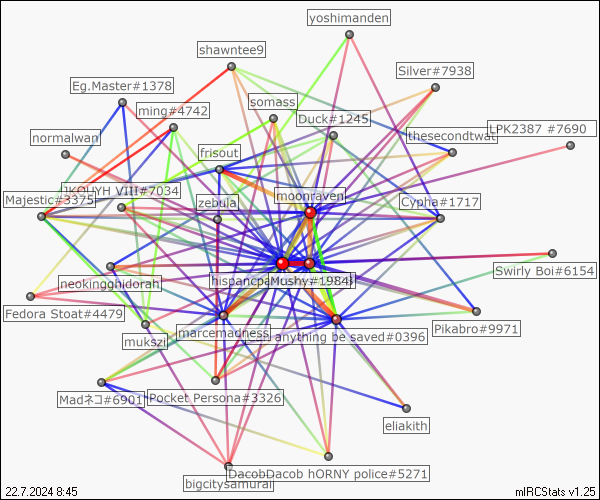 yoshimanden
shawntee9
Silver#7938
Eg.Master#1378
somass
ming#4742
Duck#1245
LPK2387 #7690
thesecondtwat
normalwan
frisout
VIII#7034
moonraven
Majestic#3375
zebula
Cypha#1717
Swirly Boi#6154
neokingghidorah
hispancpa
Mushy#1984
Fedora Stoat#4479
Pikabro#9971
marcemadness
anything be saved#0396
mukszi
Madネコ#6901
Pocket Persona#3326
eliakith
DacobDacob hORNY police#5271
bigcitysamurai
22.7.2024 8:45
mIRCStats v1.25